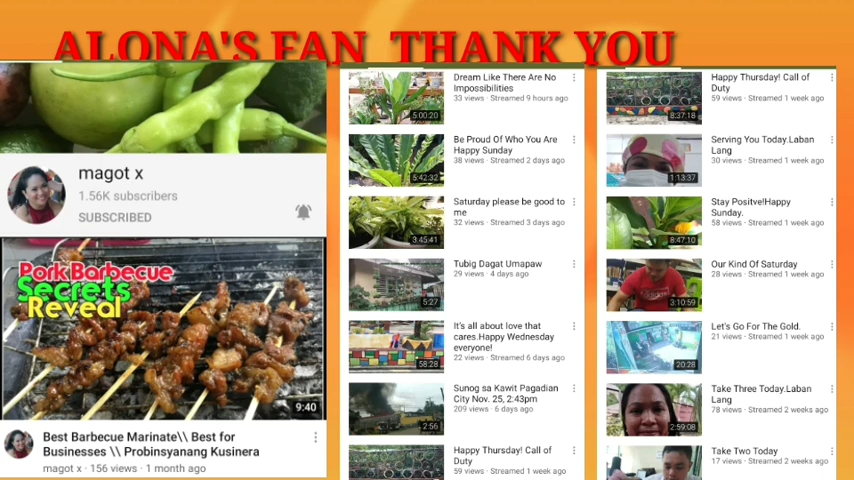 ALONA'S FAN THANK YOU
magot x
1.56K subscribers
SUBSCRIBED
Pork Barbecue
Secrets
Reveal
9:40
Best Barbecue Marinate\\ Best for
Businesses \\ Probinsyanang Kusinera
magot x · 156 views · 1 month ago
5:00:20
Dream Like There Are No
Impossibilities
33 views · Streamed 9 hours ago
5:42:32
Be Proud Of Who You Are
Happy Sunday
38 views · Streamed 2 days ago
3:45:41
Saturday please be good to
me
32 views · Streamed 3 days ago
5:27
Tubig Dagat Umapaw
29 views · 4 days ago
58:28
It's all about love that
cares.Happy Wednesday
everyone!
22 views · Streamed 6 days ago
2:56
Sunog sa Kawit Pagadian
City Nov. 25, 2:43pm
209 views · 6 days ago
Happy Thursday! Call of
Duty
59 views · Streamed 1 week ago
8:37:18
Happy Thursday! Call of
Duty
59 views · Streamed 1 week ago
1:13:37
Serving You Today.Laban
Lang
30 views · Streamed 1 week ago
8:47:10
Stay Positve!Happy
Sunday.
58 views · Streamed 1 week ago
3:10:59
Our Kind Of Saturday
28 views · Streamed 1 week ago
20:28
Let's Go For The Gold.
21 views · Streamed 1 week ago
2:59:08
Take Three Today.Laban
Lang
78 views · Streamed 2 weeks ago
Take Two Today
17 views · Streamed 2 weeks ago